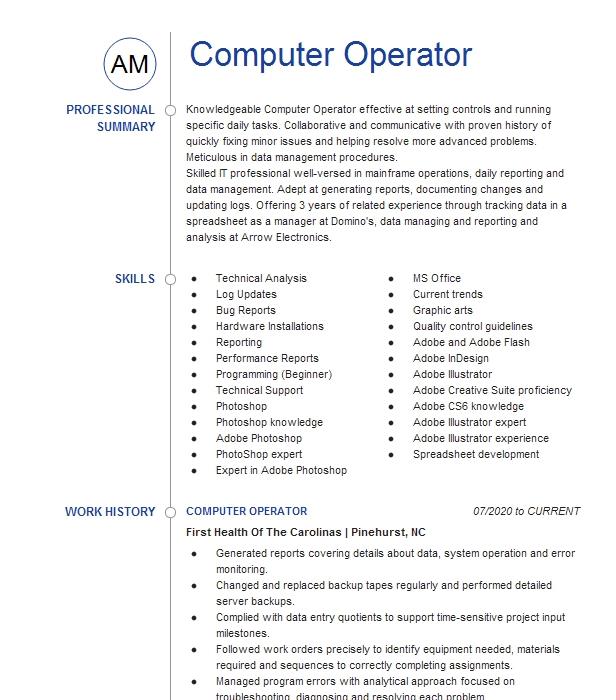 AM
Computer Operator
PROFESSIONAL
SUMMARY
Knowledgeable Computer Operator effective at setting controls and running
specific daily tasks. Collaborative and communicative with proven history of
quickly fixing minor issues and helping resolve more advanced problems.
Meticulous in data management procedures.
Skilled IT professional well-versed in mainframe operations, daily reporting and
data management. Adept at generating reports, documenting changes and
updating logs. Offering 3 years of related experience through tracking data in a
spreadsheet as a manager at Domino's, data managing and reporting and
analysis at Arrow Electronics.
SKILLS
● Technical Analysis
● Log Updates
● Bug Reports
● Hardware Installations
● Reporting
● Performance Reports
● Programming (Beginner)
● Technical Support
● Photoshop
● Photoshop knowledge
● Adobe Photoshop
● PhotoShop expert
● Expert in Adobe Photoshop
● MS Office
● Current trends
● Graphic arts
● Quality control guidelines
● Adobe and Adobe Flash
● Adobe InDesign
● Adobe Illustrator
● Adobe Creative Suite proficiency
● Adobe CS6 knowledge
● Adobe Illustrator expert
● Adobe Illustrator experience
● Spreadsheet development
WORK HISTORY
COMPUTER OPERATOR 07/2020 to CURRENT
First Health Of The Carolinas | Pinehurst, NC
● Generated reports covering details about data, system operation and error
monitoring.
● Changed and replaced backup tapes regularly and performed detailed
server backups.
● Complied with data entry quotients to support time-sensitive project input
milestones.
● Followed work orders precisely to identify equipment needed, materials
required and sequences to correctly completing assignments.
● Managed program errors with analytical approach focused on
troubleshooting, diagnosing and resolving each problem